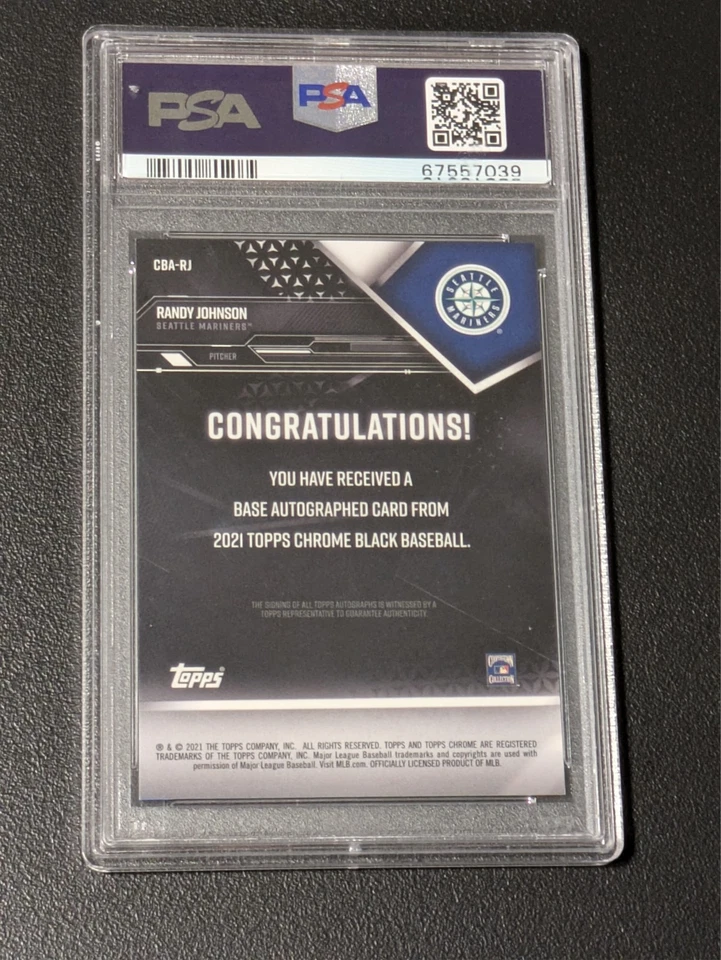 PSA
PSA
67557039
CBA-RJ
RANDY JOHNSON
SEATTLE MARINERS™
PITCHER
SEATTLE
MARINERS
®
CONGRATULATIONS!
YOU HAVE RECEIVED A
BASE AUTOGRAPHED CARD FROM
2021 TOPPS CHROME BLACK BASEBALL.
THE SIGNING OF ALL TOPPS AUTOGRAPHS IS WITNESSED BY A
TOPPS REPRESENTATIVE TO GUARANTEE AUTHENTICITY.
Topps®
COOPERSTOWN
COLLECTION™
® & © 2021 THE TOPPS COMPANY, INC. ALL RIGHTS RESERVED. TOPPS AND TOPPS CHROME ARE REGISTERED
TRADEMARKS OF THE TOPPS COMPANY, INC. Major League Baseball trademarks and copyrights are used with
permission of Major League Baseball. Visit MLB.com. OFFICIALLY LICENSED PRODUCT OF MLB.